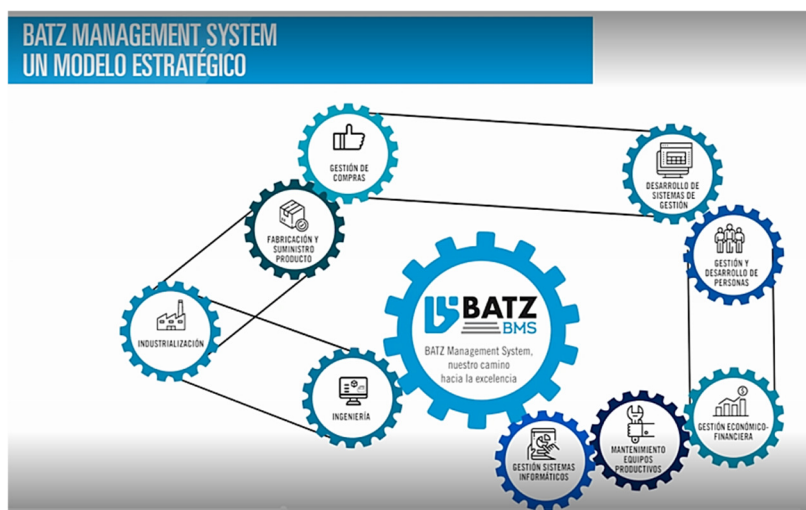 BATZ MANAGEMENT SYSTEM
UN MODELO ESTRATÉGICO
GESTIÓN DE
COMPRAS
DESARROLLO DE
SISTEMAS DE
GESTIÓN
FABRICACIÓN Y
SUMINISTRO
PRODUCTO
GESTIÓN Y
DESARROLLO DE
PERSONAS
BATZ
BMS
BATZ Management System,
nuestro camino
hacia la excelencia
INDUSTRIALIZACIÓN
INGENIERÍA
GESTIÓN ECONÓMICO-
FINANCIERA
MANTENIMIENTO
EQUIPOS
PRODUCTIVOS
GESTIÓN SISTEMAS
INFORMÁTICOS